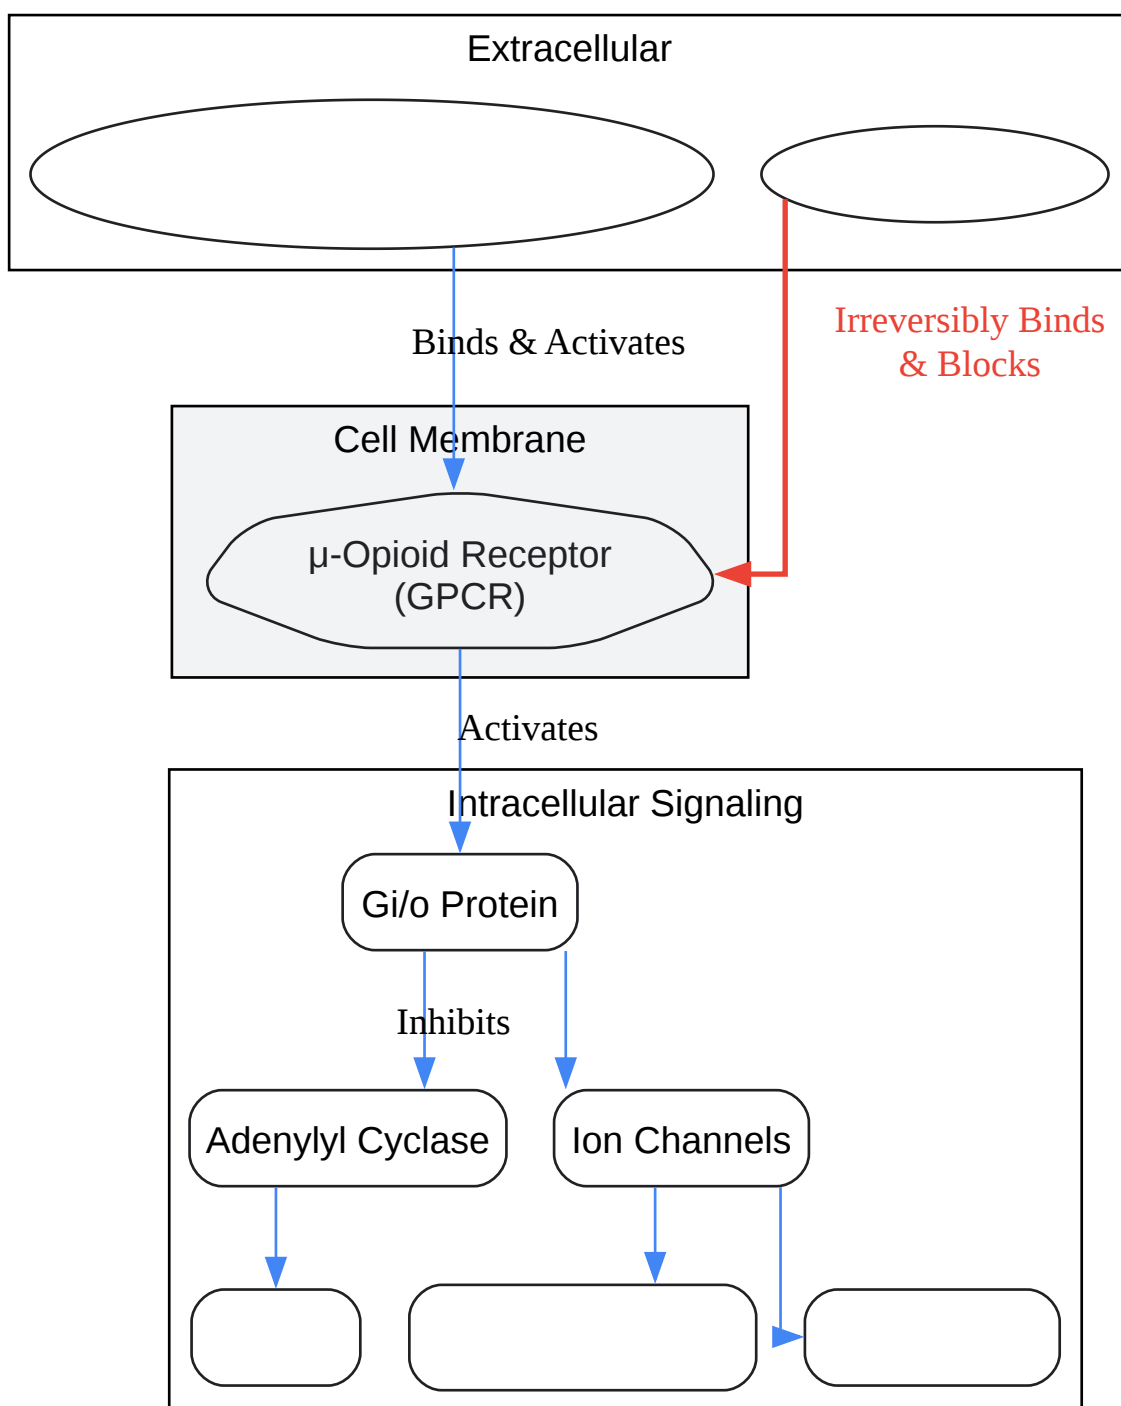 Extracellular
Binds & Activates
Irreversibly Binds
& Blocks
Cell Membrane
μ-Opioid Receptor
(GPCR)
Activates
Intracellular Signaling
Gi/o Protein
Inhibits
Adenylyl Cyclase
Ion Channels